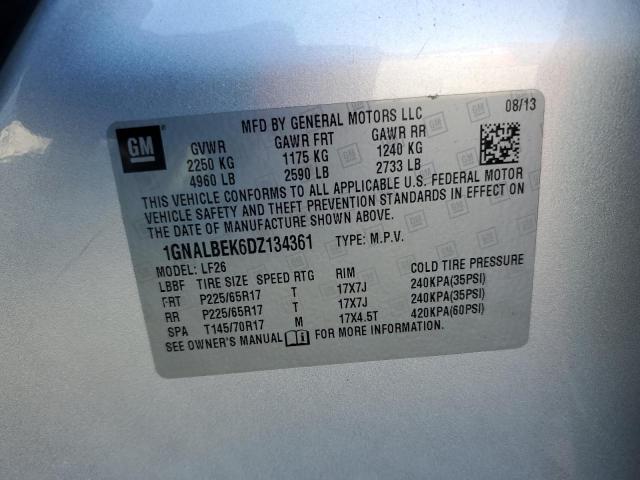 MFD BY GENERAL MOTORS LLC 08/13
GM
GVWR GAWR FRT GAWR RR
2250 KG 1175 KG 1240 KG
4960 LB 2590 LB 2733 LB
THIS VEHICLE CONFORMS TO ALL APPLICABLE U.S. FEDERAL MOTOR
VEHICLE SAFETY AND THEFT PREVENTION STANDARDS IN EFFECT ON
THE DATE OF MANUFACTURE SHOWN ABOVE.
1GNALBEK6DZ134361 TYPE: M.P.V.
MODEL: LF26
LBBF TIRE SIZE SPEED RTG RIM COLD TIRE PRESSURE
FRT P225/65R17 T 17X7J 240KPA(35PSI)
RR P225/65R17 T 17X7J 240KPA(35PSI)
SPA T145/70R17 M 17X4.5T 420KPA(60PSI)
SEE OWNER'S MANUAL FOR MORE INFORMATION.